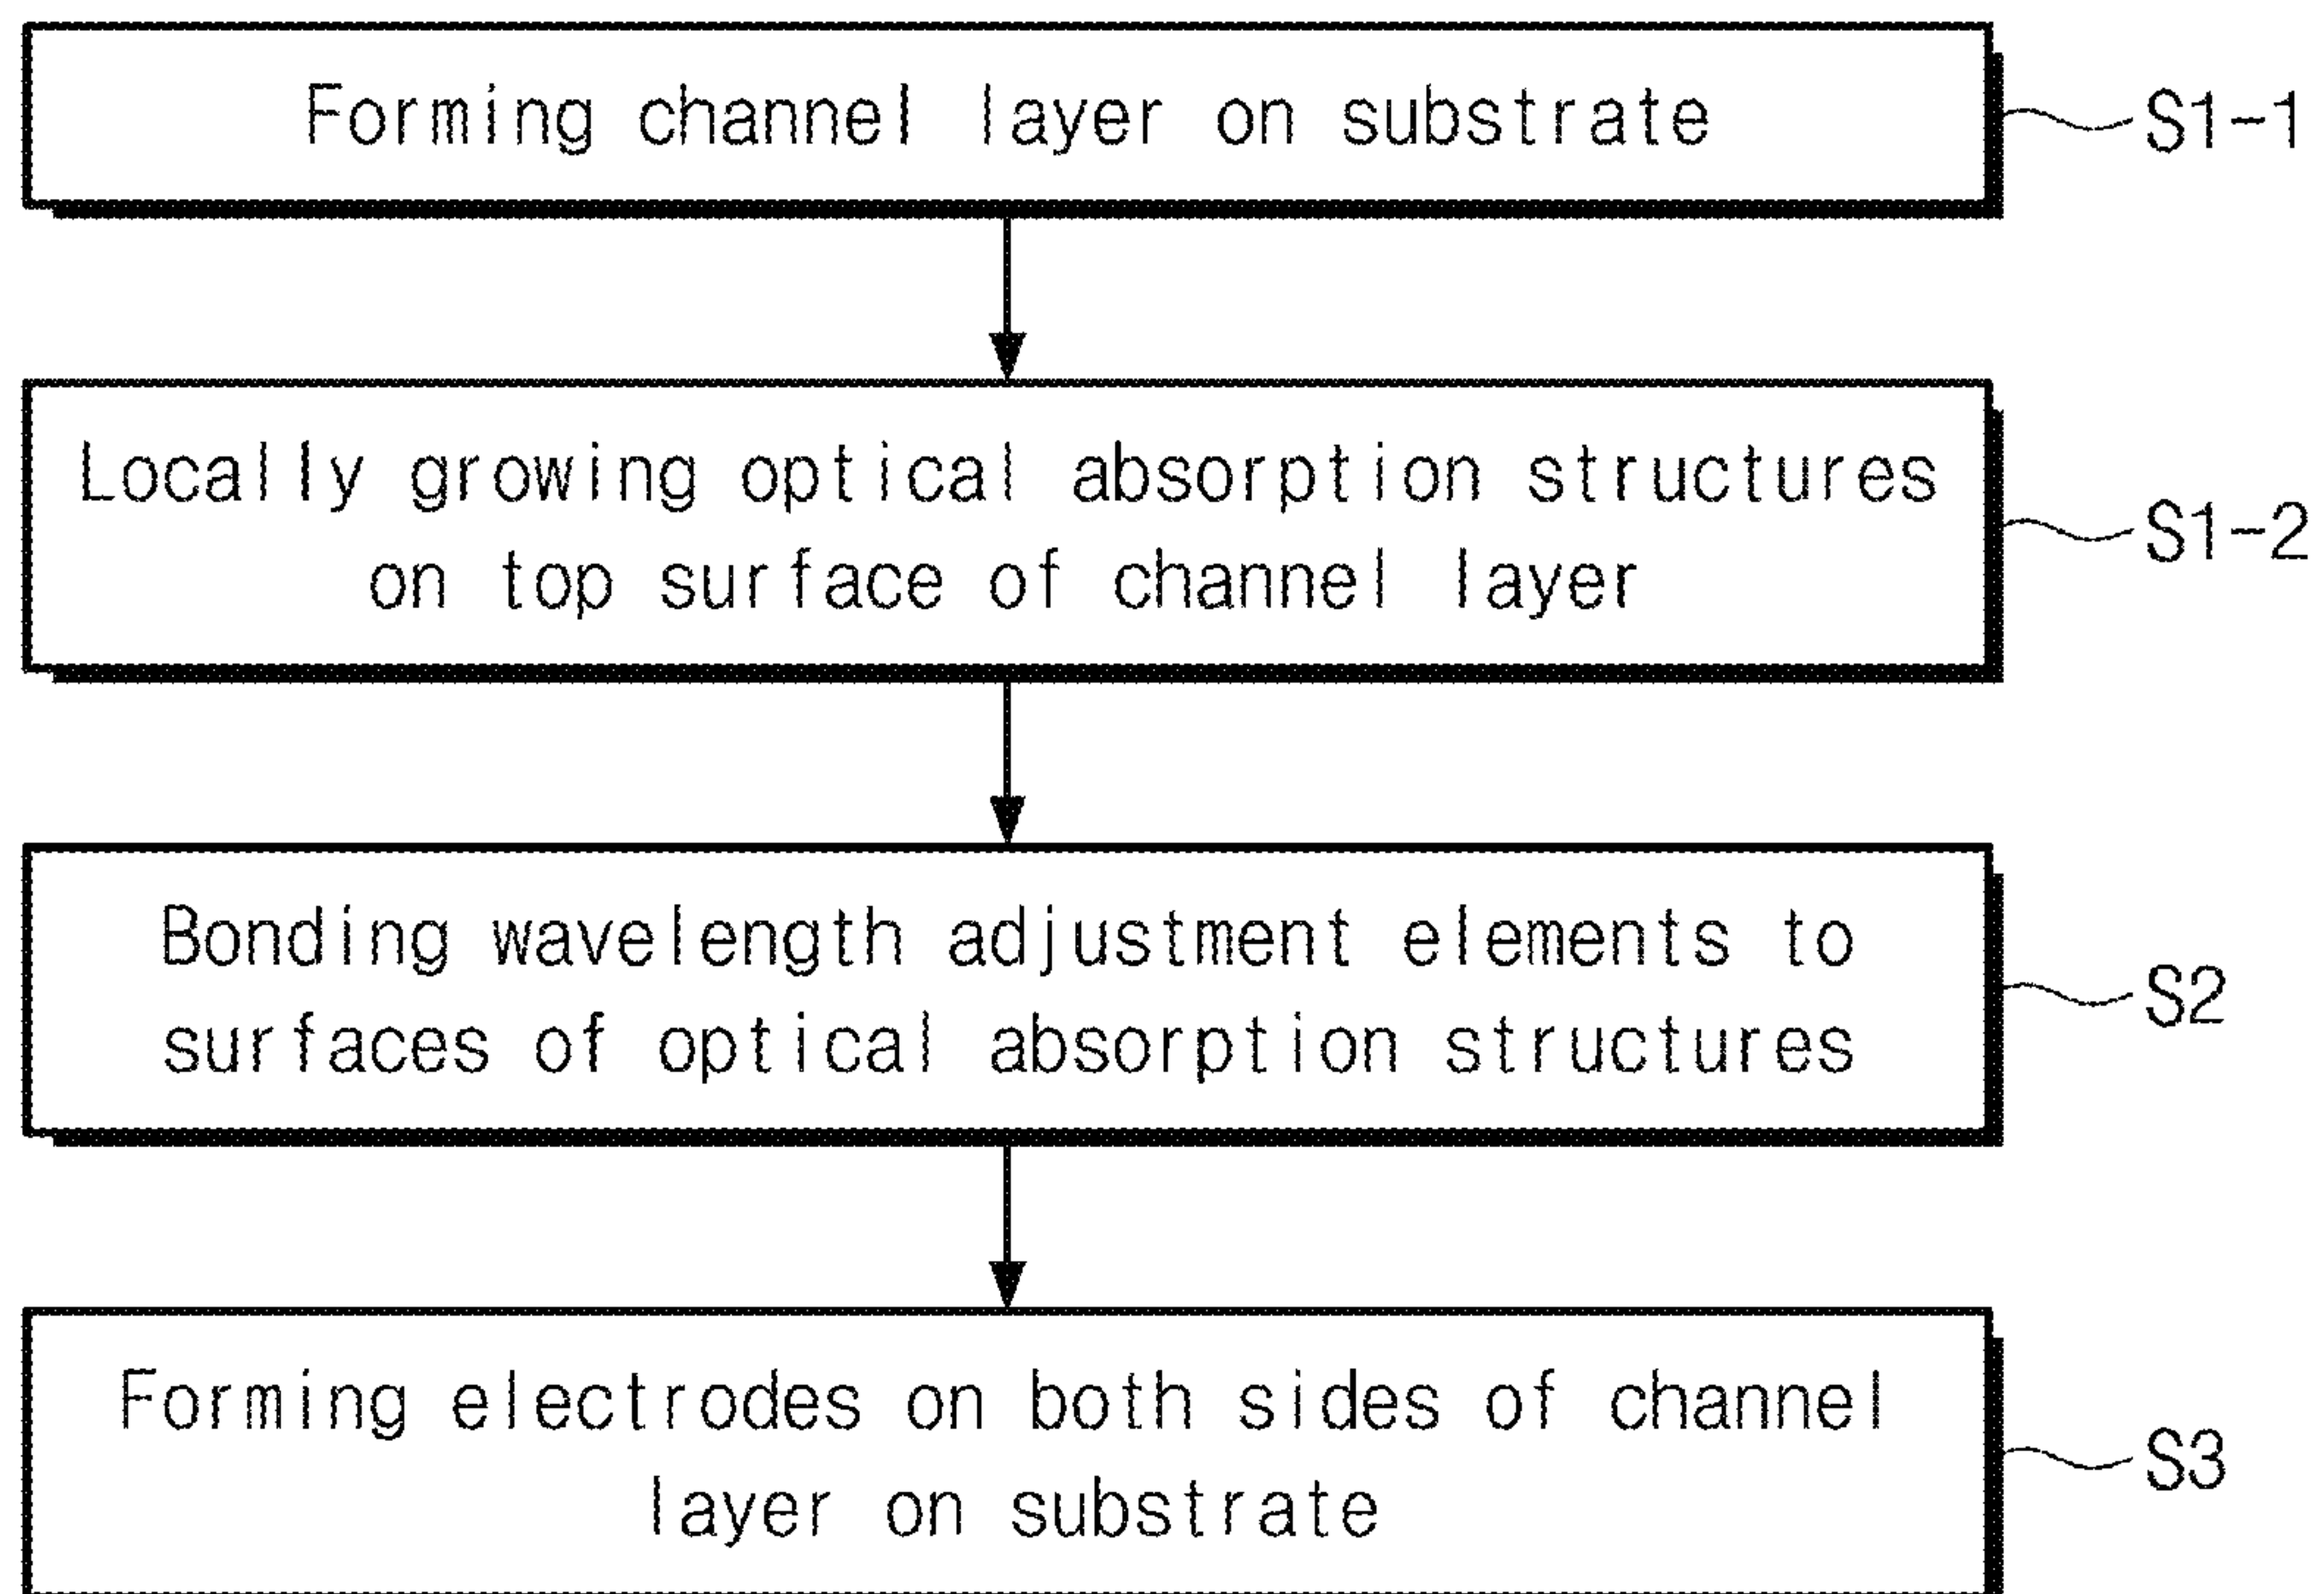 Forming channel layer on substrate
S1-1
Locally growing optical absorption structures
on top surface of channel layer
S1-2
Bonding wavelength adjustment elements to
surfaces of optical absorption structures
S2
Forming electrodes on both sides of channel
layer on substrate
S3